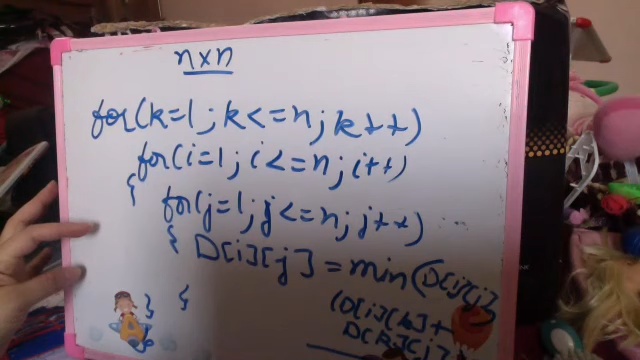 n×n
for(k=1; k<=n; k++)
for(i=1; i<=n; i++)
{
for(j=1; j<=n; j++)
{ D[i][j] = min(D[i][j]
(D[i][k] +
D[k][j]
} {
A